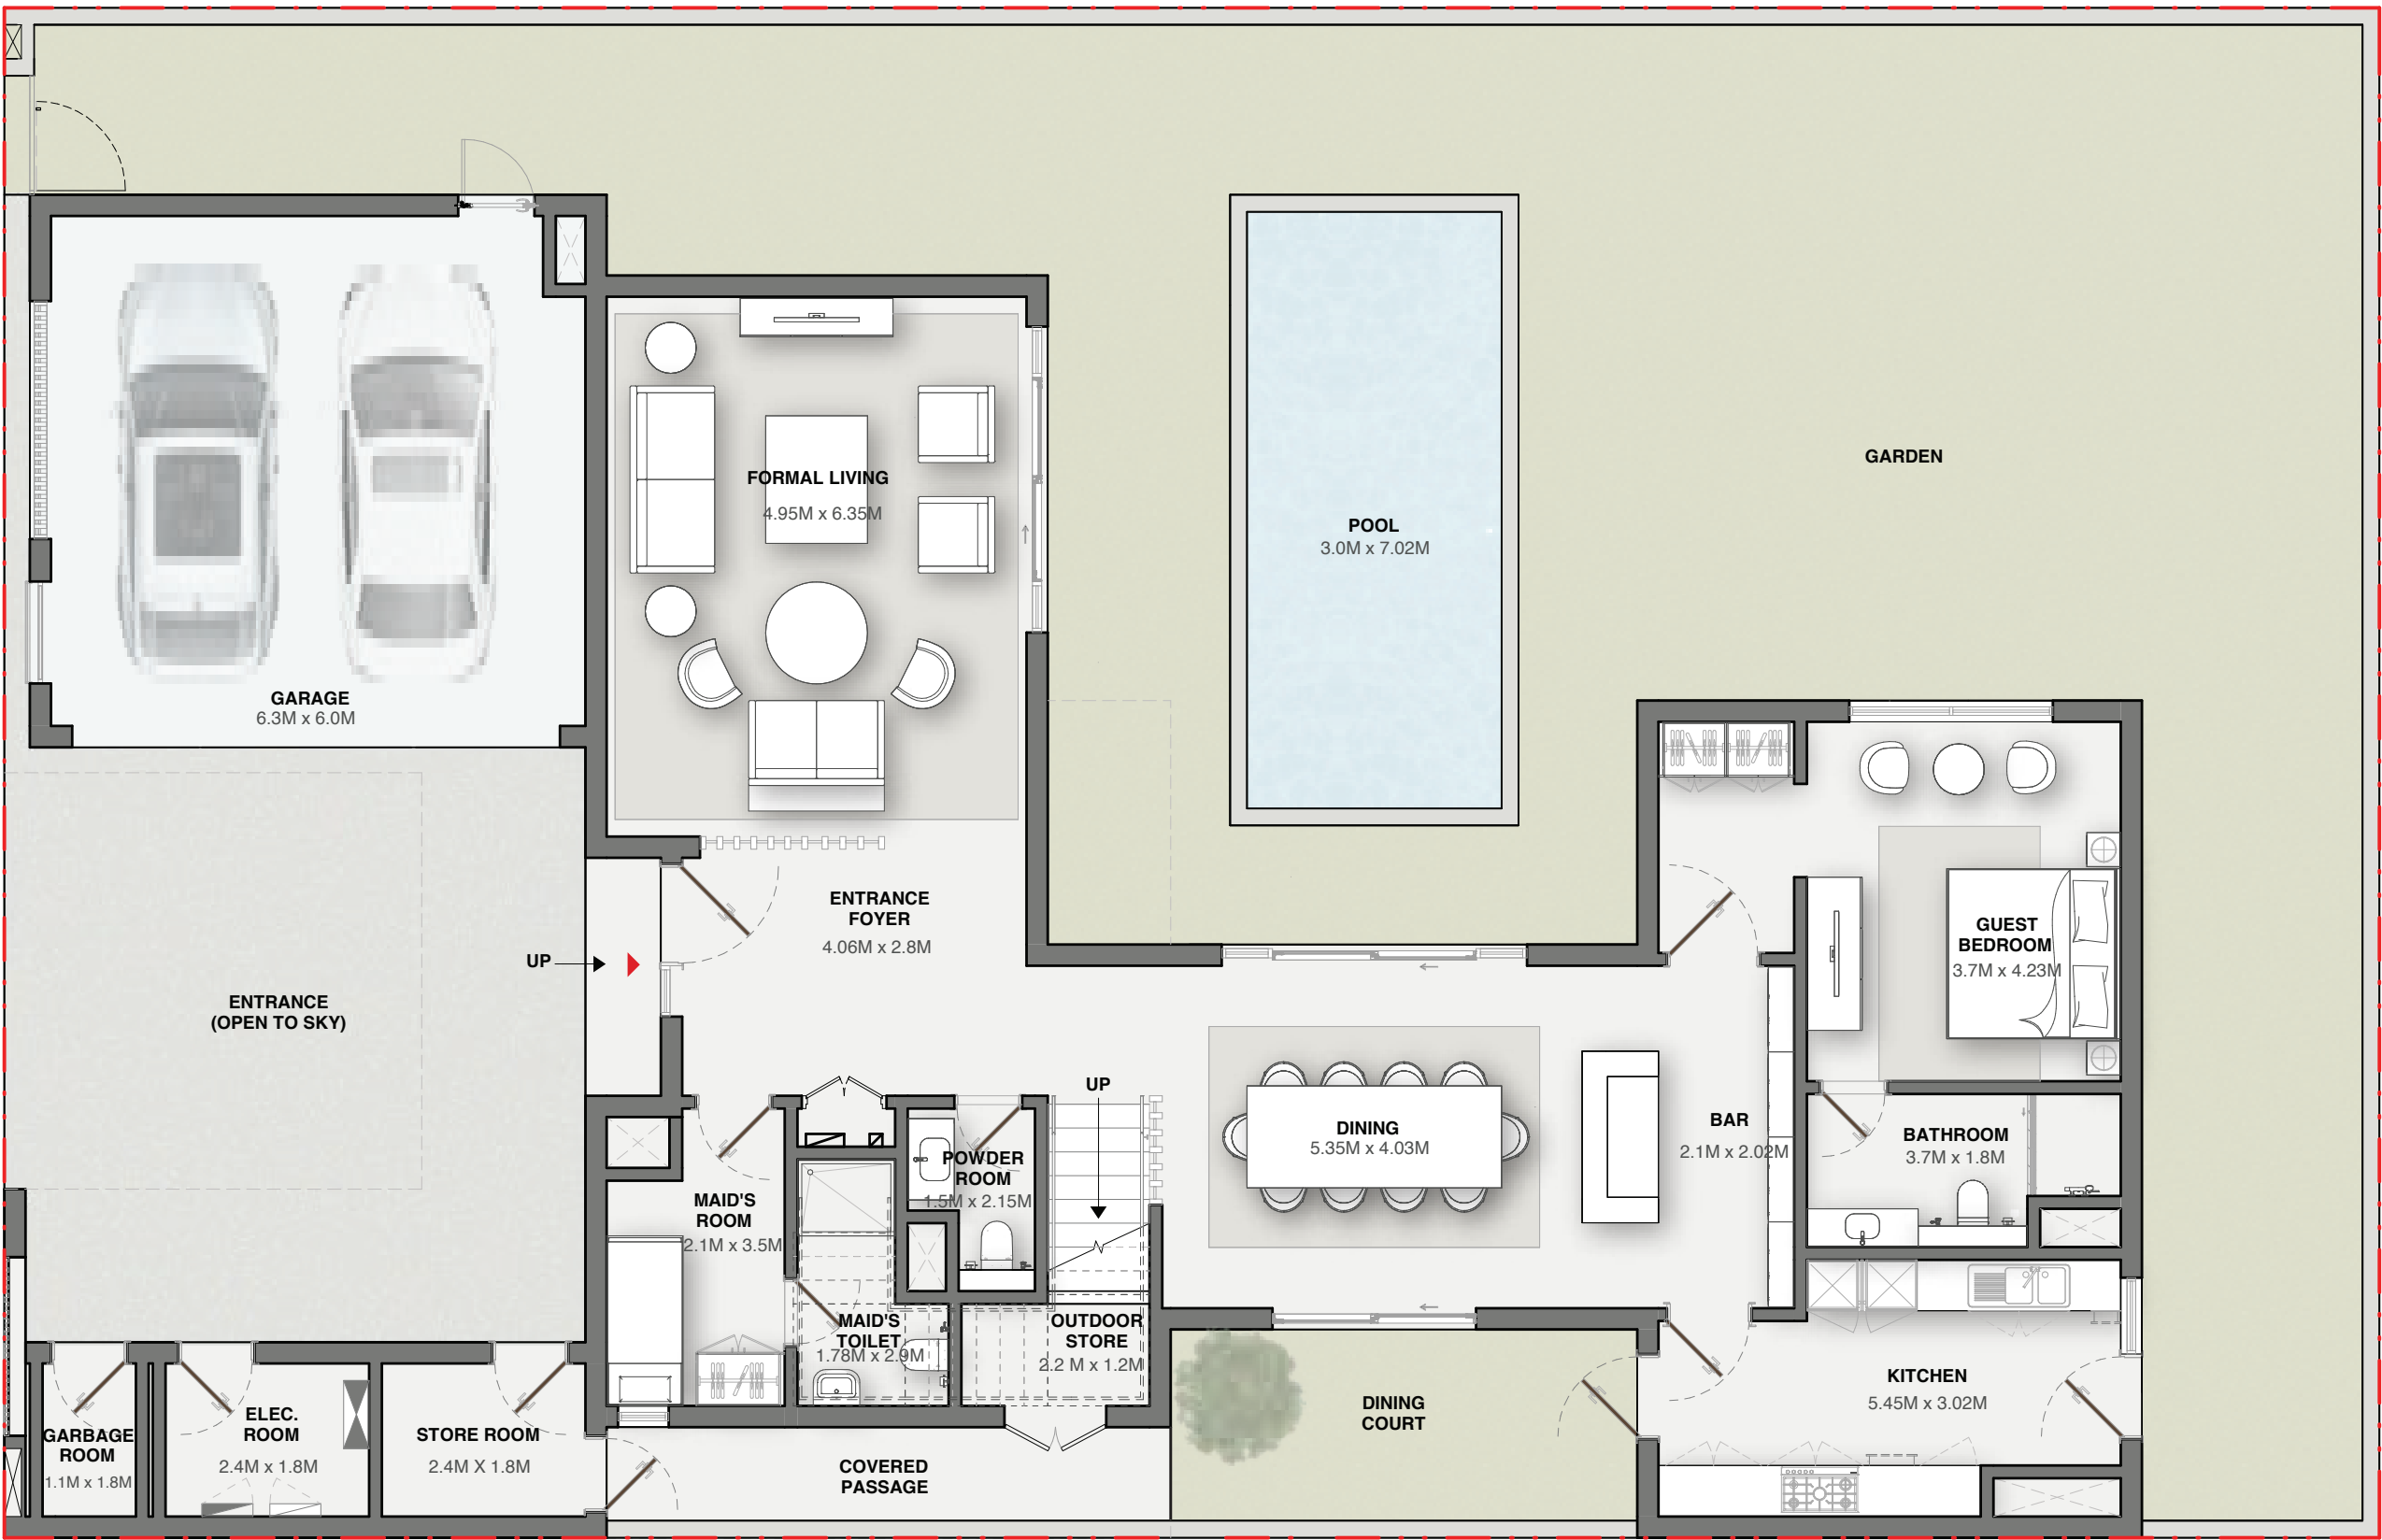 GARDEN
FORMAL LIVING
4.95M x 6.35M
POOL
3.0M x 7.02M
GARAGE
6.3M x 6.0M
ENTRANCE
FOYER
4.06M x 2.8M
UP
GUEST
BEDROOM
3.7M x 4.23M
ENTRANCE
(OPEN TO SKY)
UP
DINING
5.35M x 4.03M
BAR
2.1M x 2.02M
BATHROOM
3.7M x 1.8M
POWDER
ROOM
1.5M x 2.15M
MAID'S
ROOM
2.1M x 3.5M
MAID'S
TOILET
1.78M x 2.9M
OUTDOOR
STORE
2.2 M x 1.2M
KITCHEN
5.45M x 3.02M
DINING
COURT
GARBAGE
ROOM
1.1M x 1.8M
ELEC.
ROOM
2.4M x 1.8M
STORE ROOM
2.4M X 1.8M
COVERED
PASSAGE